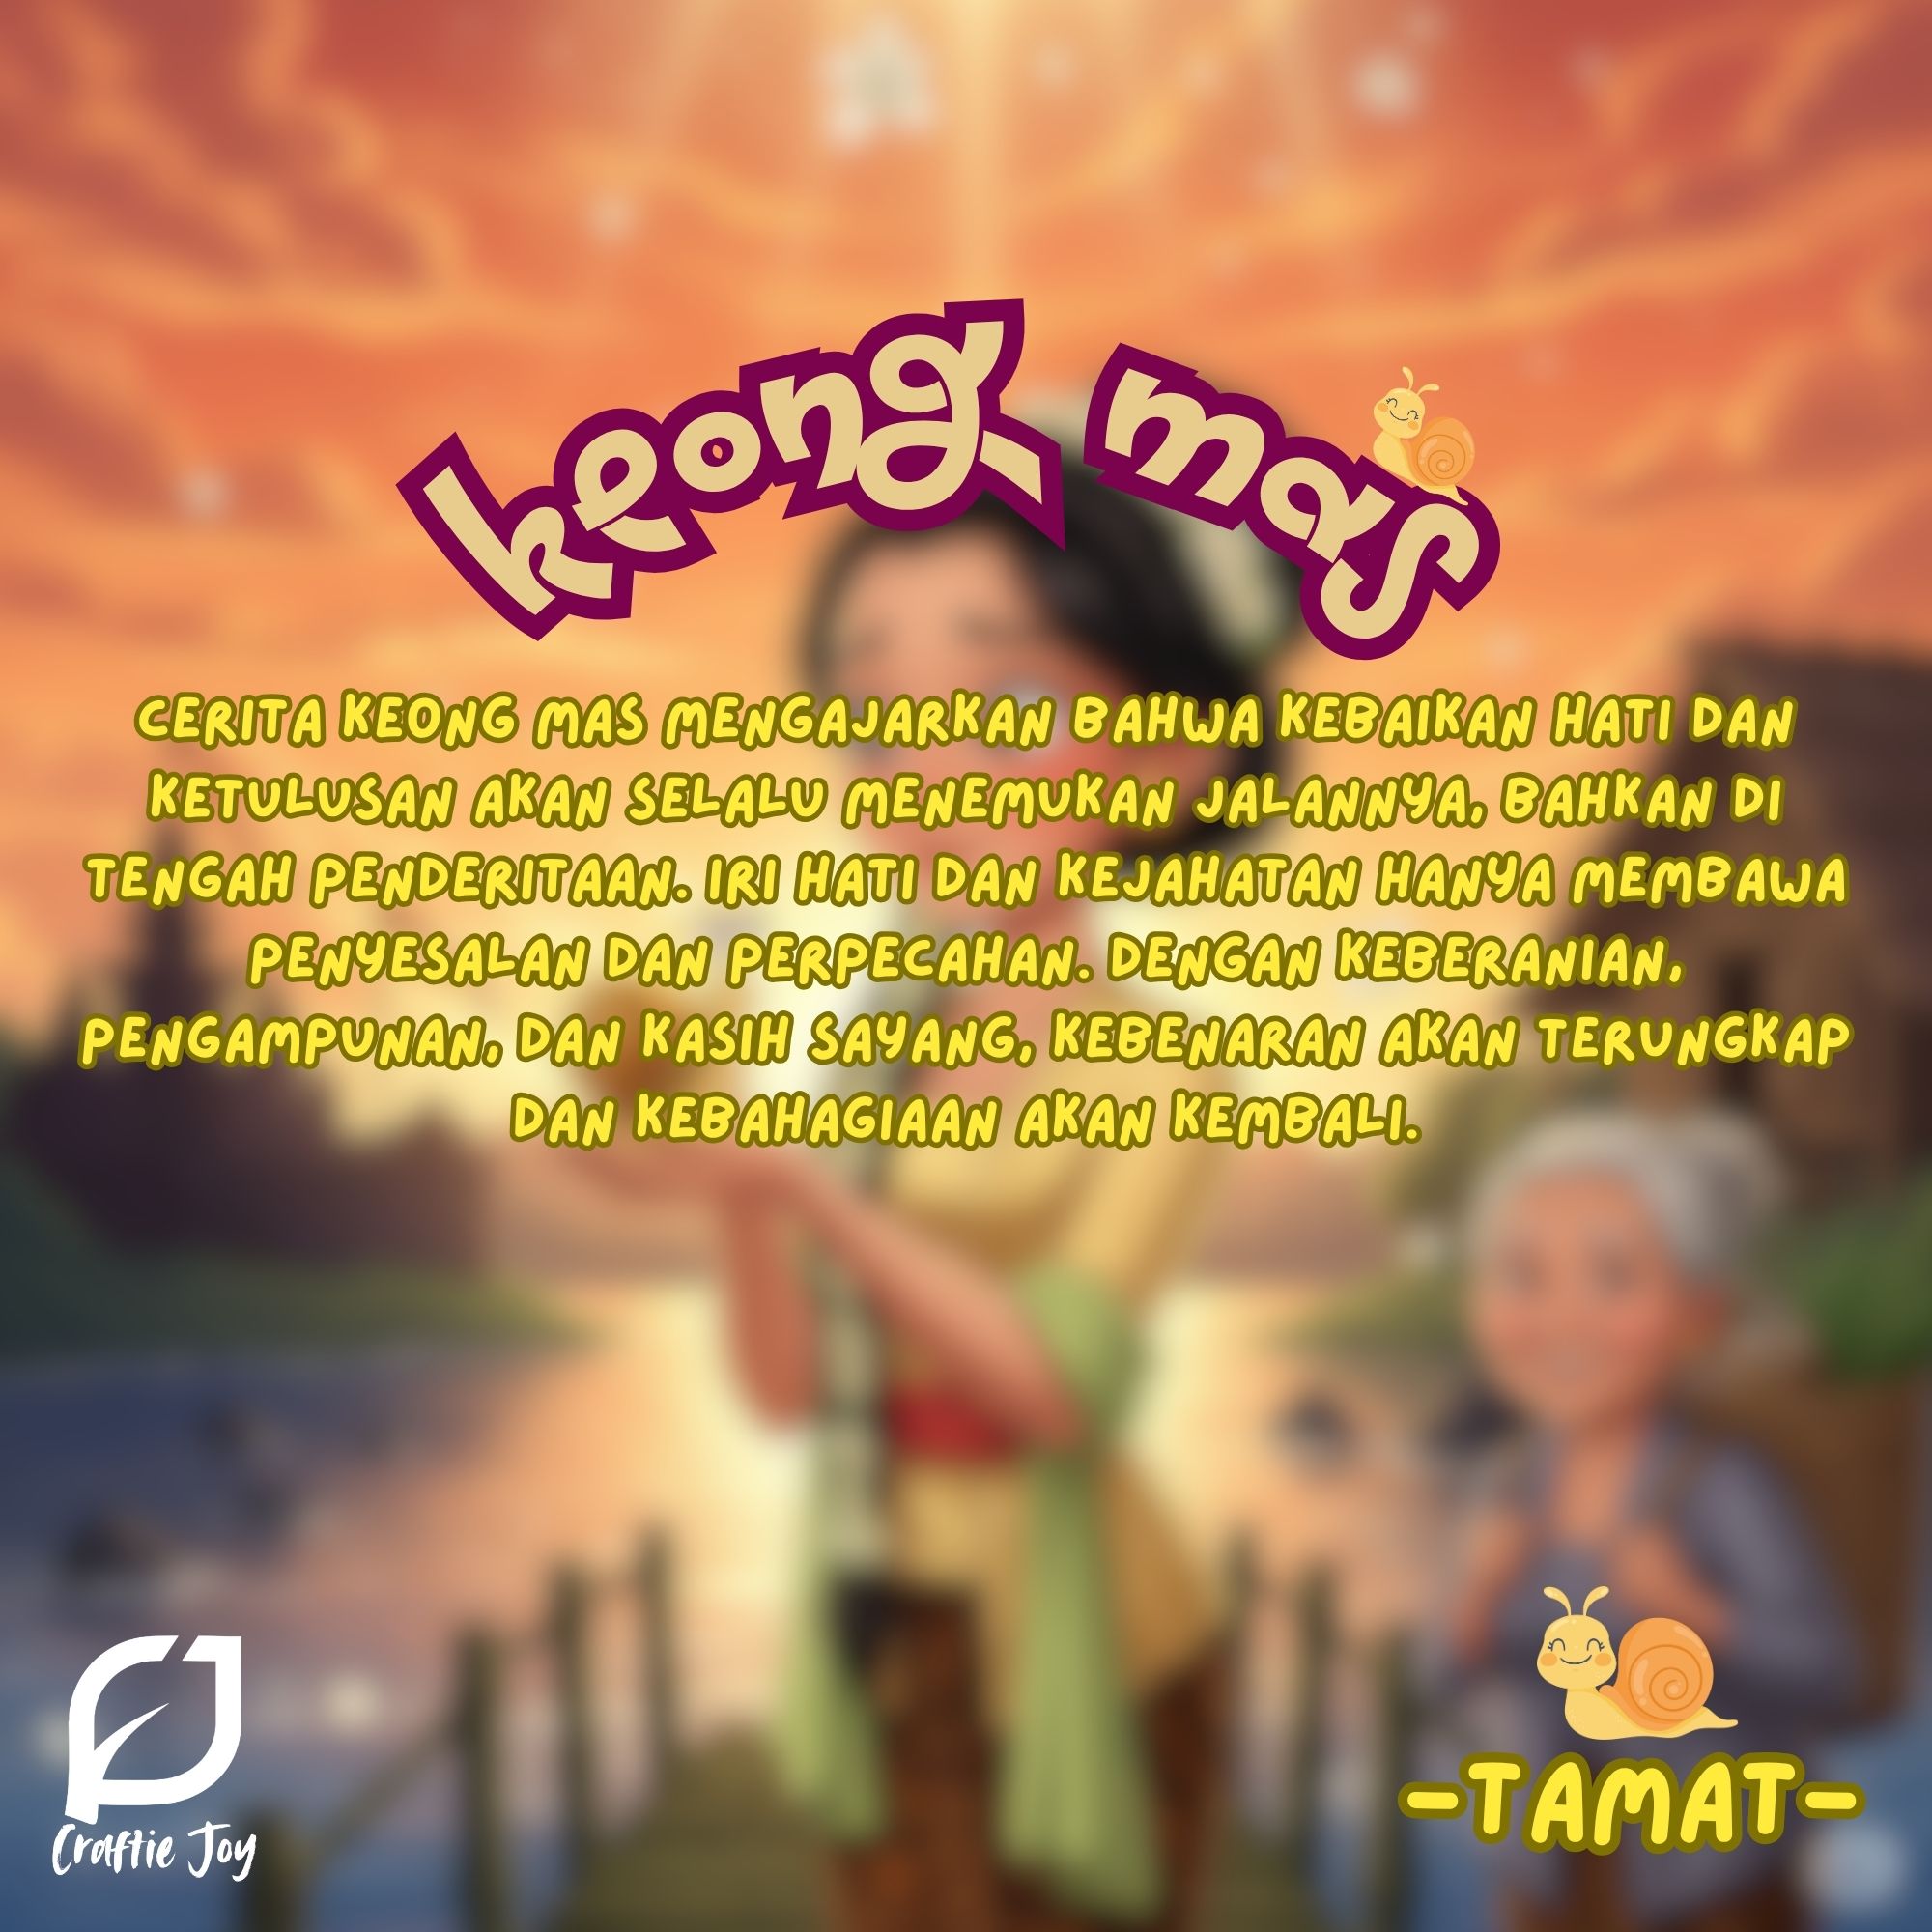 keong mas
CERITA KEONG MAS MENGAJARKAN BAHWA KEBAIKAN HATI DAN
KETULUSAN AKAN SELALU MENEMUKAN JALANNYA, BAHKAN DI
TENGAH PENDERITAAN. IRI HATI DAN KEJAHATAN HANYA MEMBAWA
PENYESALAN DAN PERPECAHAN. DENGAN KEBERANIAN,
PENGAMPUNAN, DAN KASIH SAYANG, KEBENARAN AKAN TERUNGKAP
DAN KEBAHAGIAAN AKAN KEMBALI.
Craftie Joy
-TAMAT-